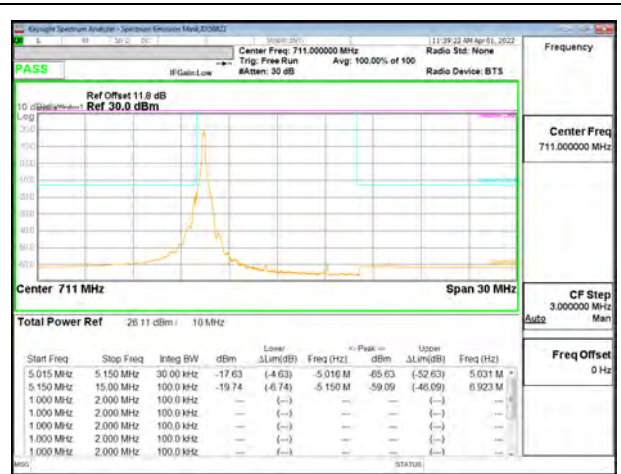 Keysight Spectrum Analyzer - Spectrum Emission Mask
SENSE:INT
11:39:22 AM Apr 01, 2022
Center Freq: 711.000000 MHz
Radio Std: None
Frequency
PASS
Trig: Free Run
Avg: 100.00% of 100
IFGain:Low
#Atten: 30 dB
Radio Device: BTS
Ref Offset 11.8 dB
10 dB
Ref 30.0 dBm
Log
Center Freq
711.000000 MHz
Center 711 MHz
Span 30 MHz
CF Step
3.000000 MHz
Auto Man
Total Power Ref 26.11 dBm / 10 MHz
Lower <- Peak -> Upper
Start Freq Stop Freq Integ BW dBm ΔLim(dB) Freq (Hz) dBm ΔLim(dB) Freq (Hz)
Freq Offset
0 Hz
5.015 MHz 5.150 MHz 30.00 kHz -17.63 (-4.63) -5.016 M -65.63 (-52.63) 5.031 M
5.150 MHz 15.00 MHz 100.0 kHz -19.74 (-6.74) -5.150 M -59.09 (-46.09) 6.923 M
1.000 MHz 2.000 MHz 100.0 kHz --- (---) --- --- (---) ---
1.000 MHz 2.000 MHz 100.0 kHz --- (---) --- --- (---) ---
1.000 MHz 2.000 MHz 100.0 kHz --- (---) --- --- (---) ---
1.000 MHz 2.000 MHz 100.0 kHz --- (---) --- --- (---) ---
1.000 MHz 2.000 MHz 100.0 kHz --- (---) --- --- (---) ---
MSG
STATUS